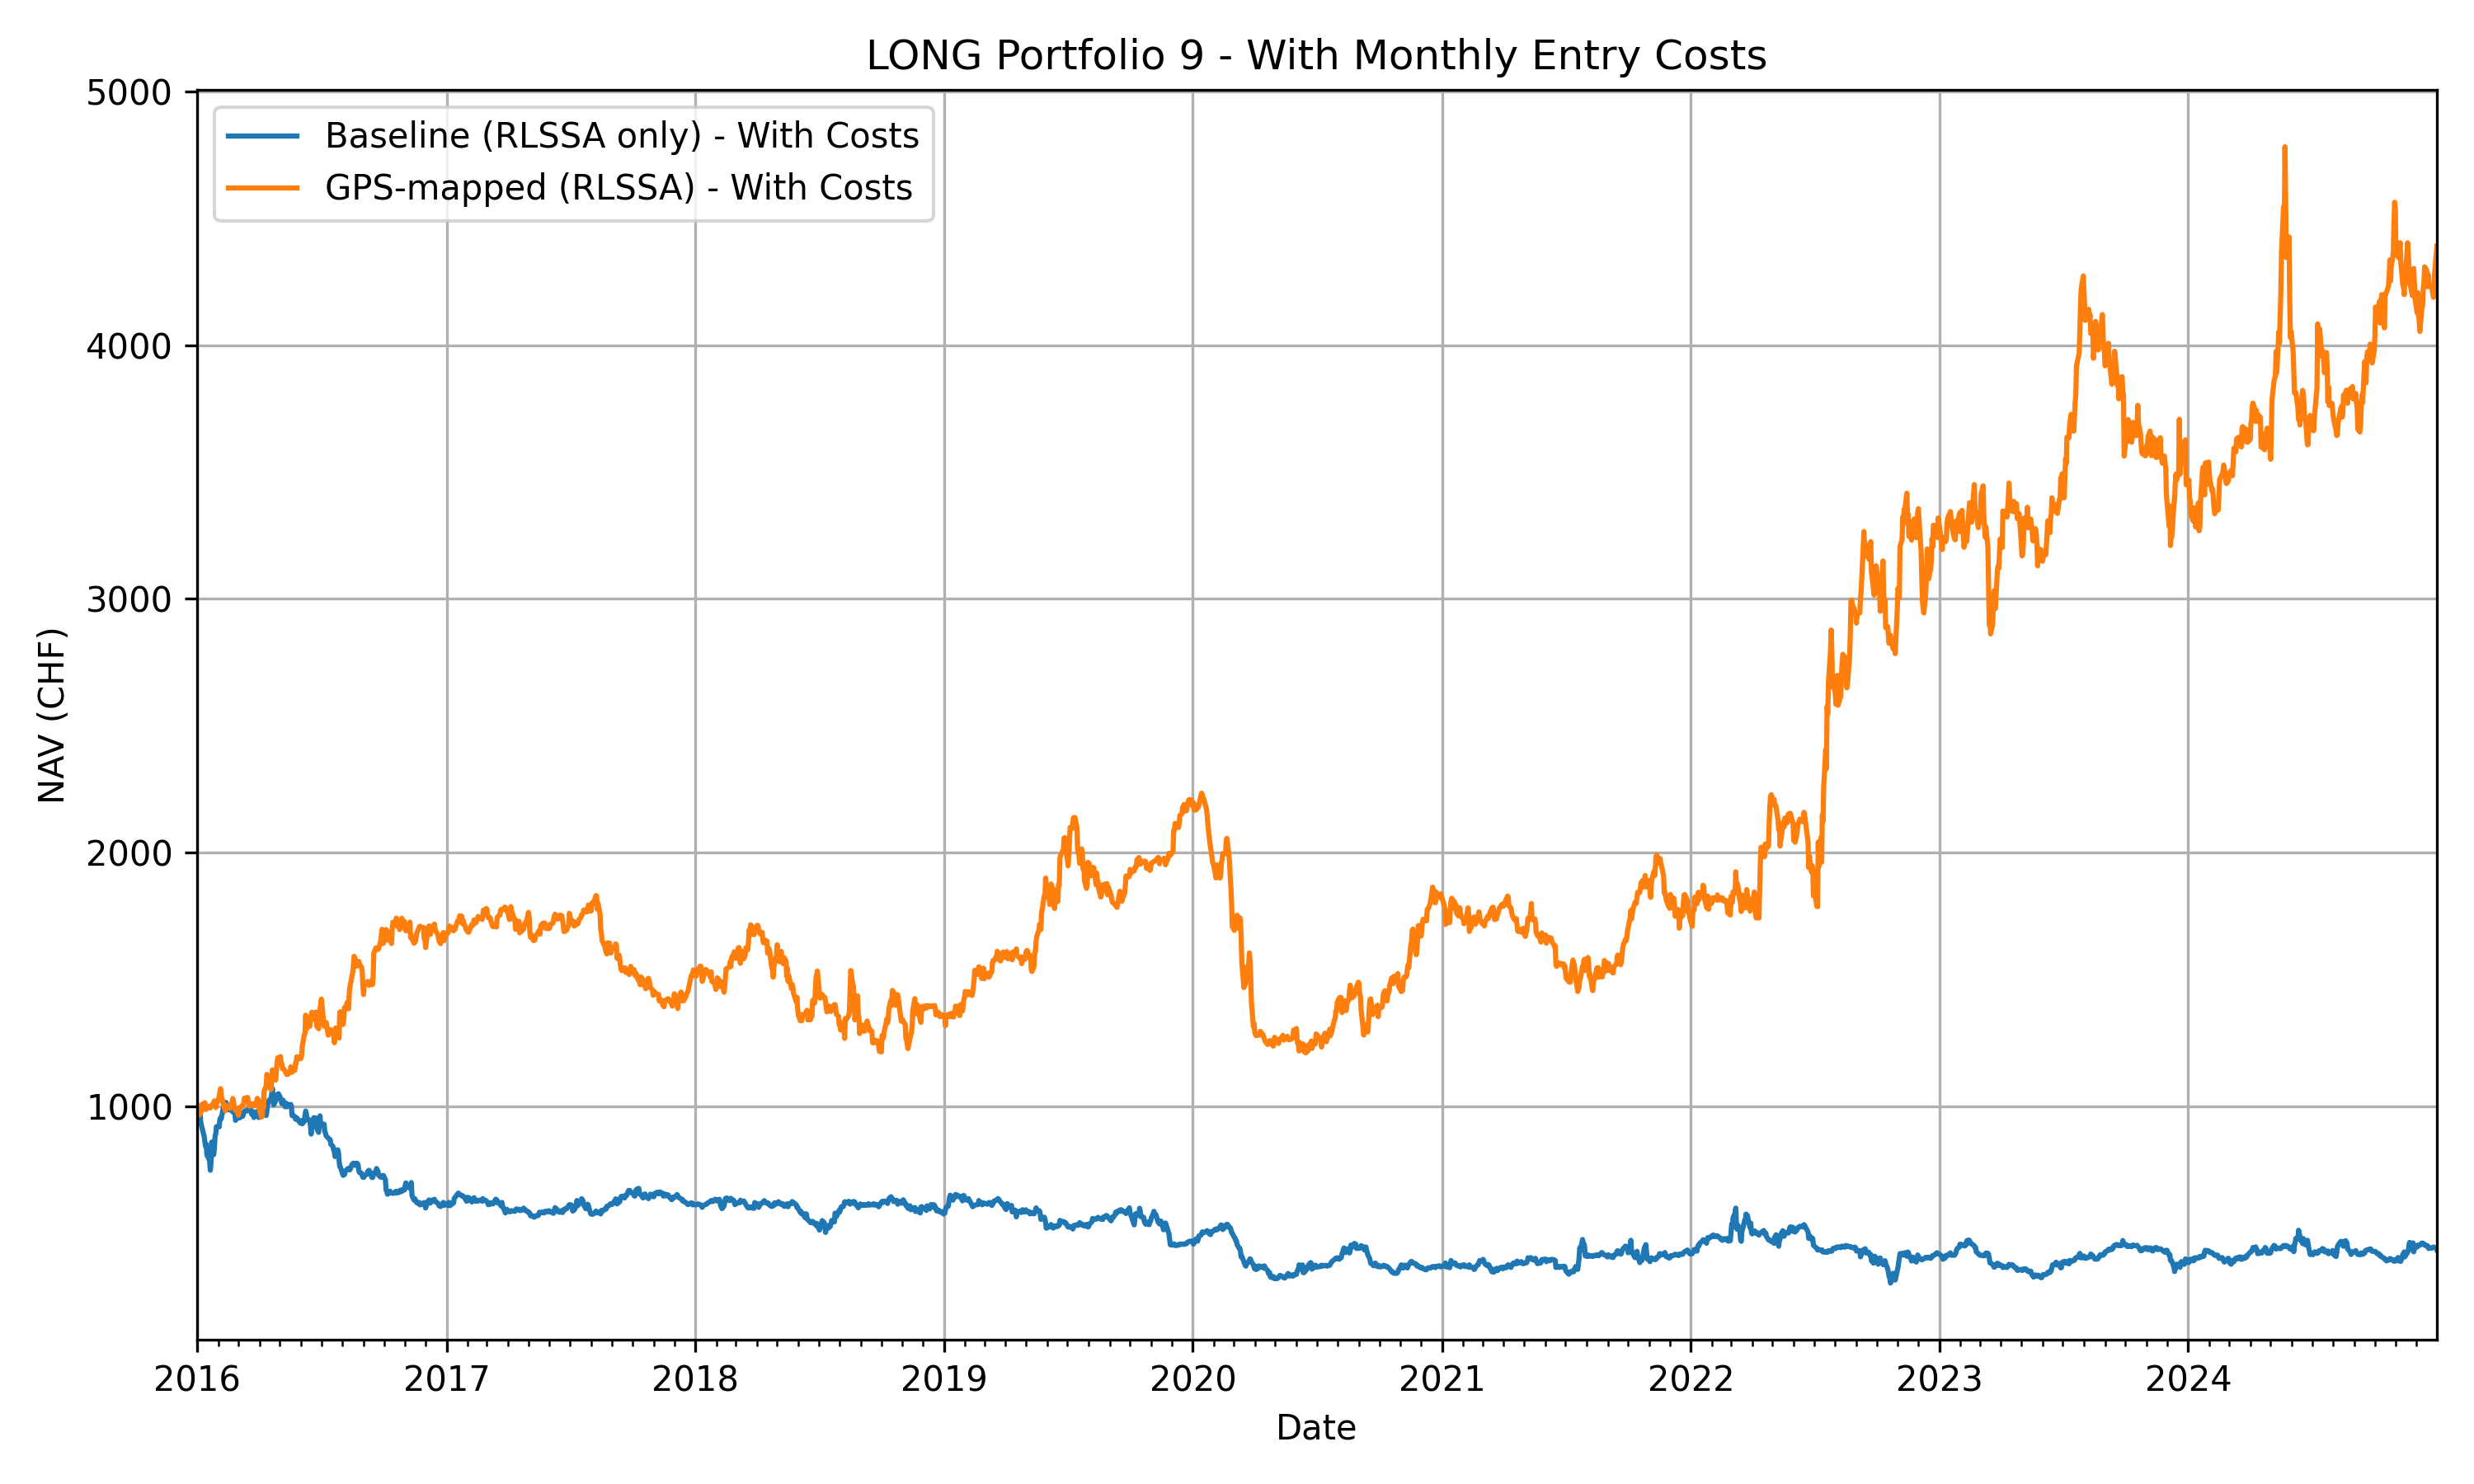 LONG Portfolio 9 - With Monthly Entry Costs
Baseline (RLSSA only) - With Costs
GPS-mapped (RLSSA) - With Costs
5000
4000
3000
2000
1000
NAV (CHF)
2016 2017 2018 2019 2020 2021 2022 2023 2024
Date